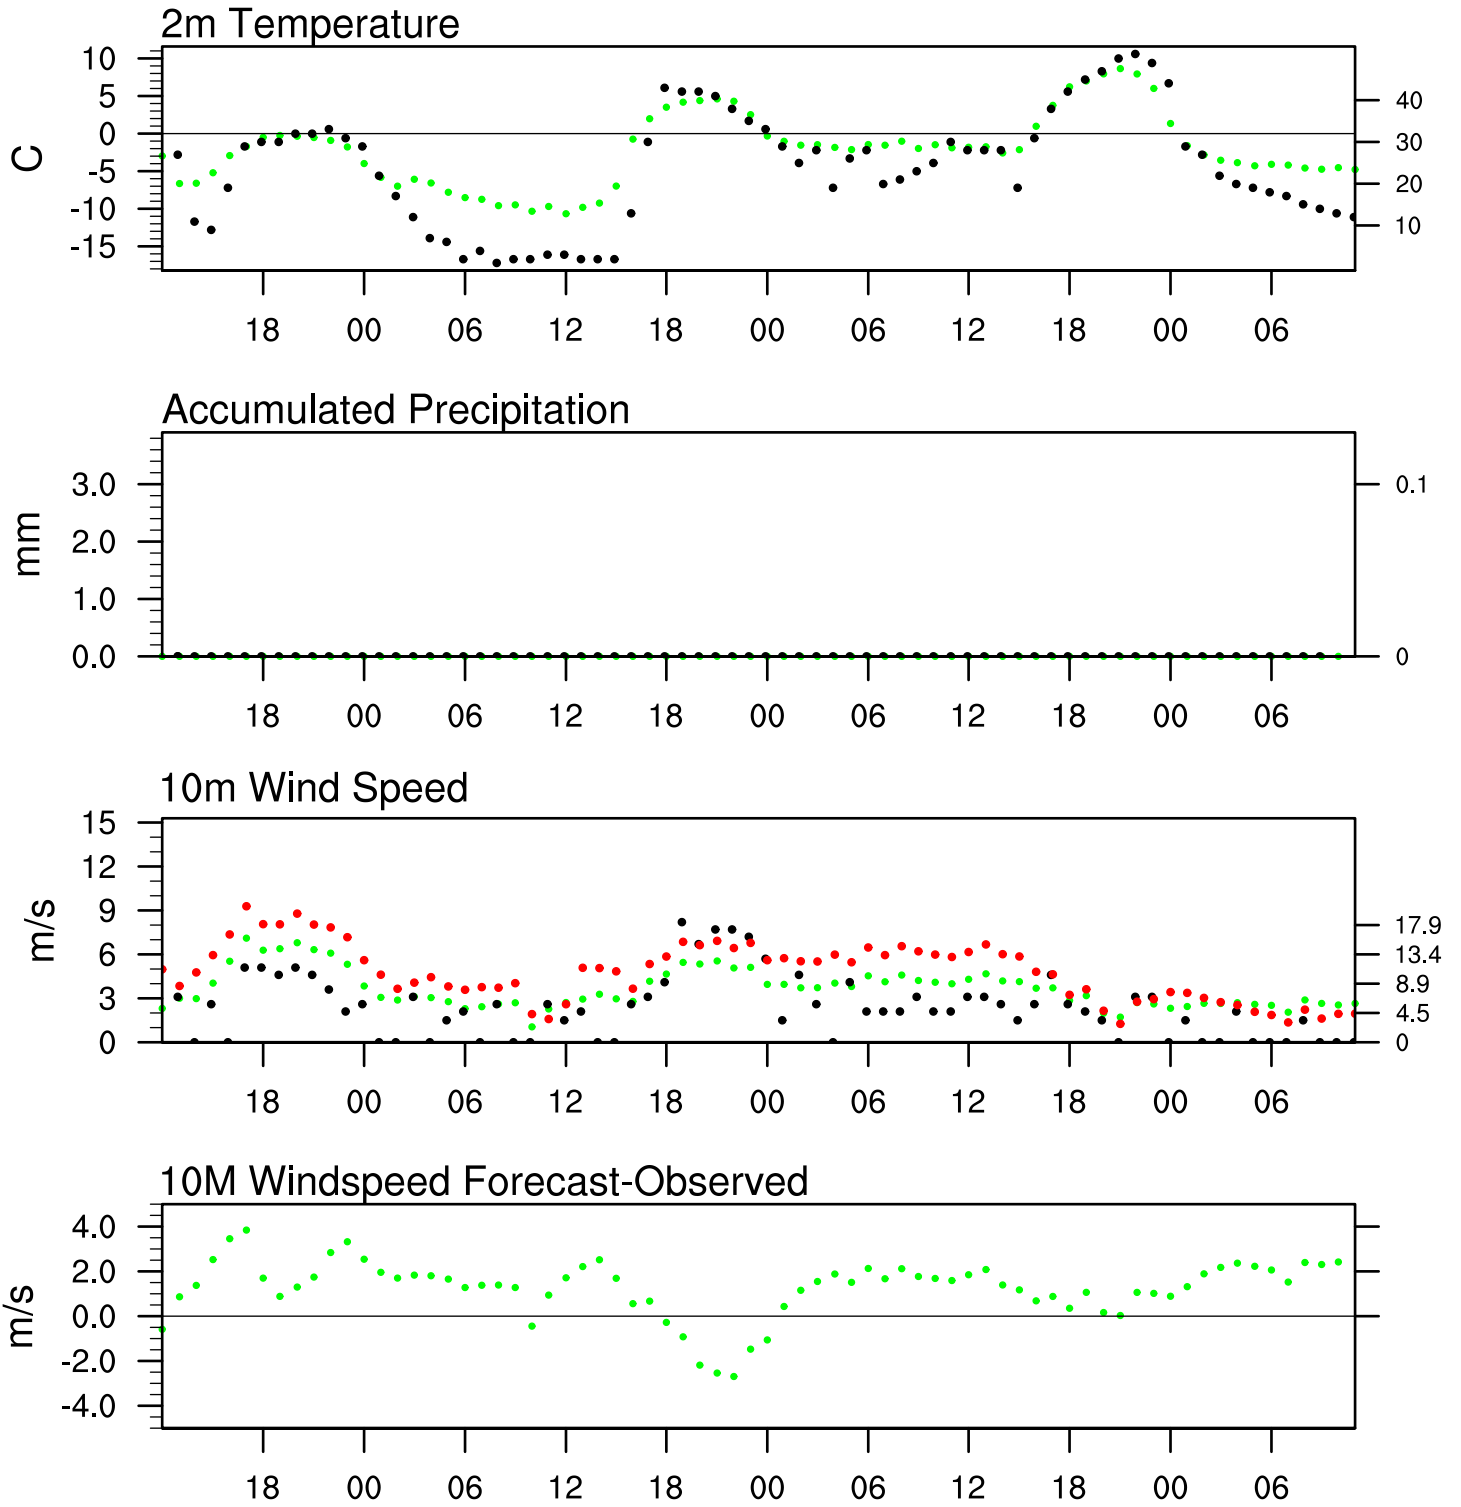 2m Temperature
10
5
0
-5
-10
-15
C
40
30
20
10
18 00 06 12 18 00 06 12 18 00 06
Accumulated Precipitation
3.0
2.0
1.0
0.0
mm
0.1
0
18 00 06 12 18 00 06 12 18 00 06
10m Wind Speed
15
12
9
6
3
0
m/s
17.9
13.4
8.9
4.5
0
18 00 06 12 18 00 06 12 18 00 06
10M Windspeed Forecast-Observed
4.0
2.0
0.0
-2.0
-4.0
m/s
18 00 06 12 18 00 06 12 18 00 06